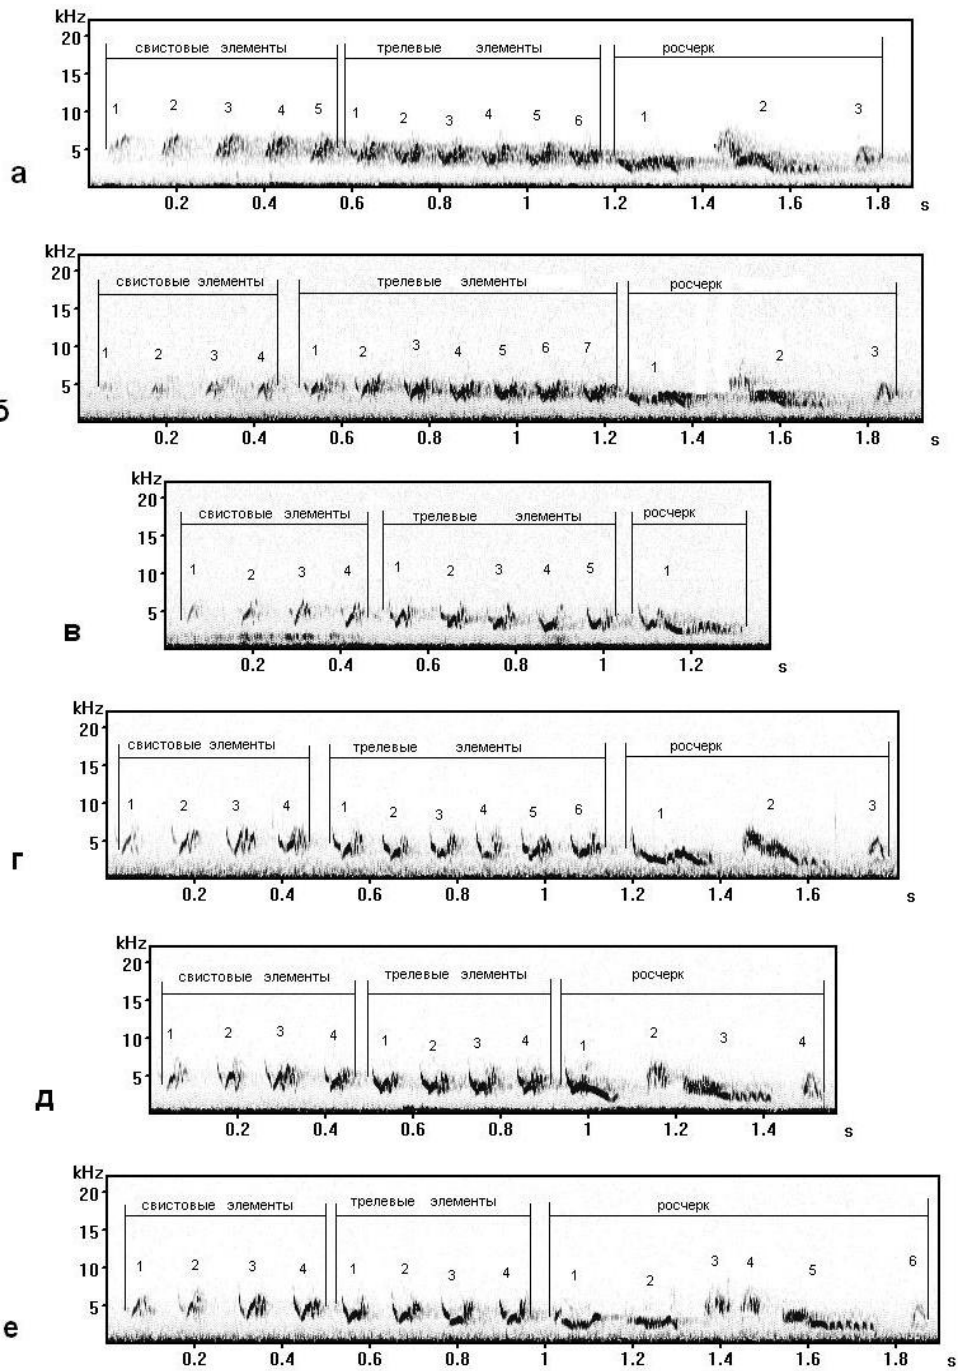 kHz
20
свистовые элементы трелевые элементы росчерк
15
10
1 2 3 4 5 1 2 3 4 5 6 1 2 3
5
а
0.2 0.4 0.6 0.8 1 1.2 1.4 1.6 1.8 s
kHz
20
свистовые элементы трелевые элементы росчерк
15
10
1 2 3 4 1 2 3 4 5 6 7 1 2 3
5
б
0.2 0.4 0.6 0.8 1 1.2 1.4 1.6 1.8 s
kHz
20
свистовые элементы трелевые элементы росчерк
15
10
1 2 3 4 1 2 3 4 5 1
5
в
0.2 0.4 0.6 0.8 1 1.2 s
kHz
20
свистовые элементы трелевые элементы росчерк
15
10
1 2 3 4 1 2 3 4 5 6 1 2 3
5
г
0.2 0.4 0.6 0.8 1 1.2 1.4 1.6 s
kHz
20
свистовые элементы трелевые элементы росчерк
15
10
1 2 3 4 1 2 3 4 1 2 3 4
5
д
0.2 0.4 0.6 0.8 1 1.2 1.4 s
kHz
20
свистовые элементы трелевые элементы росчерк
15
10
1 2 3 4 1 2 3 4 1 2 3 4 5 6
5
е
0.2 0.4 0.6 0.8 1 1.2 1.4 1.6 1.8 s